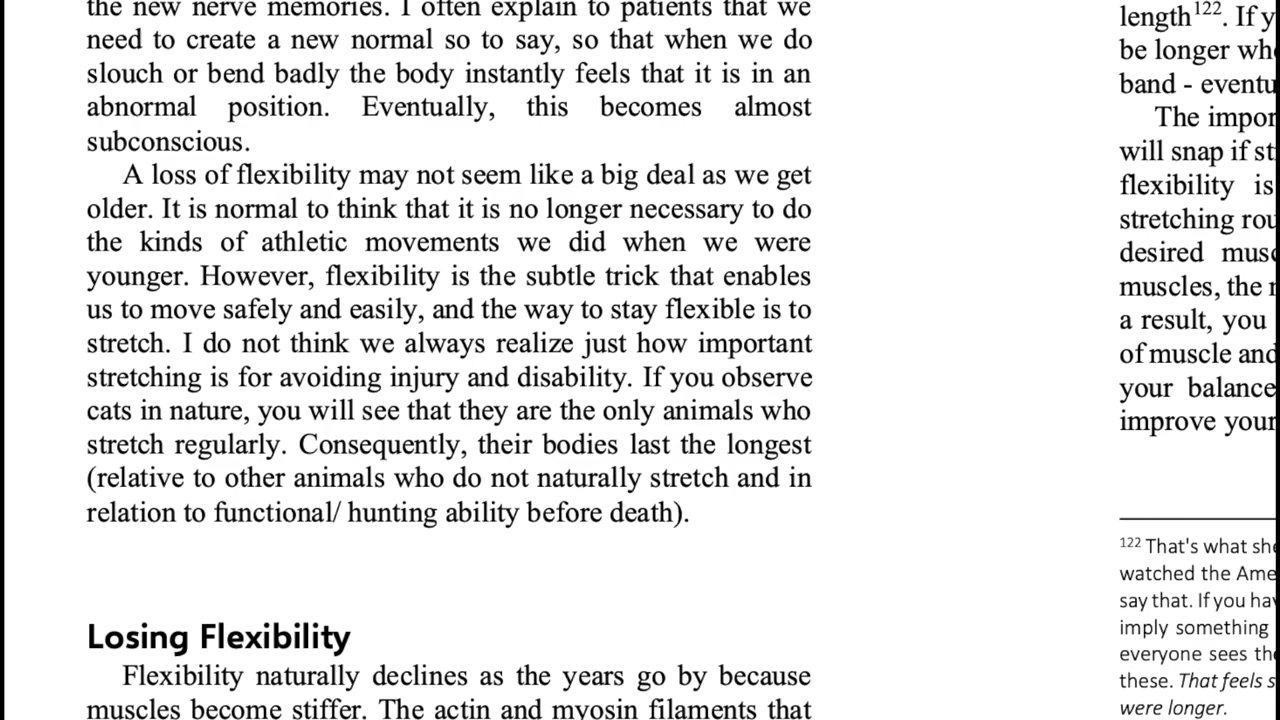 the new nerve memories. I often explain to patients that we
need to create a new normal so to say, so that when we do
slouch or bend badly the body instantly feels that it is in an
abnormal position. Eventually, this becomes almost
subconscious.
A loss of flexibility may not seem like a big deal as we get
older. It is normal to think that it is no longer necessary to do
the kinds of athletic movements we did when we were
younger. However, flexibility is the subtle trick that enables
us to move safely and easily, and the way to stay flexible is to
stretch. I do not think we always realize just how important
stretching is for avoiding injury and disability. If you observe
cats in nature, you will see that they are the only animals who
stretch regularly. Consequently, their bodies last the longest
(relative to other animals who do not naturally stretch and in
relation to functional/ hunting ability before death).
Losing Flexibility
Flexibility naturally declines as the years go by because
muscles become stiffer. The actin and myosin filaments that
length122. If
be longer
band - 
The
will snap if
flexibility is
stretching
desired
muscles, the
a result, you
of muscle and
your balance
improve your
122 That's what
watched the
say that. If you
imply something
everyone sees
these. That feels
were longer.